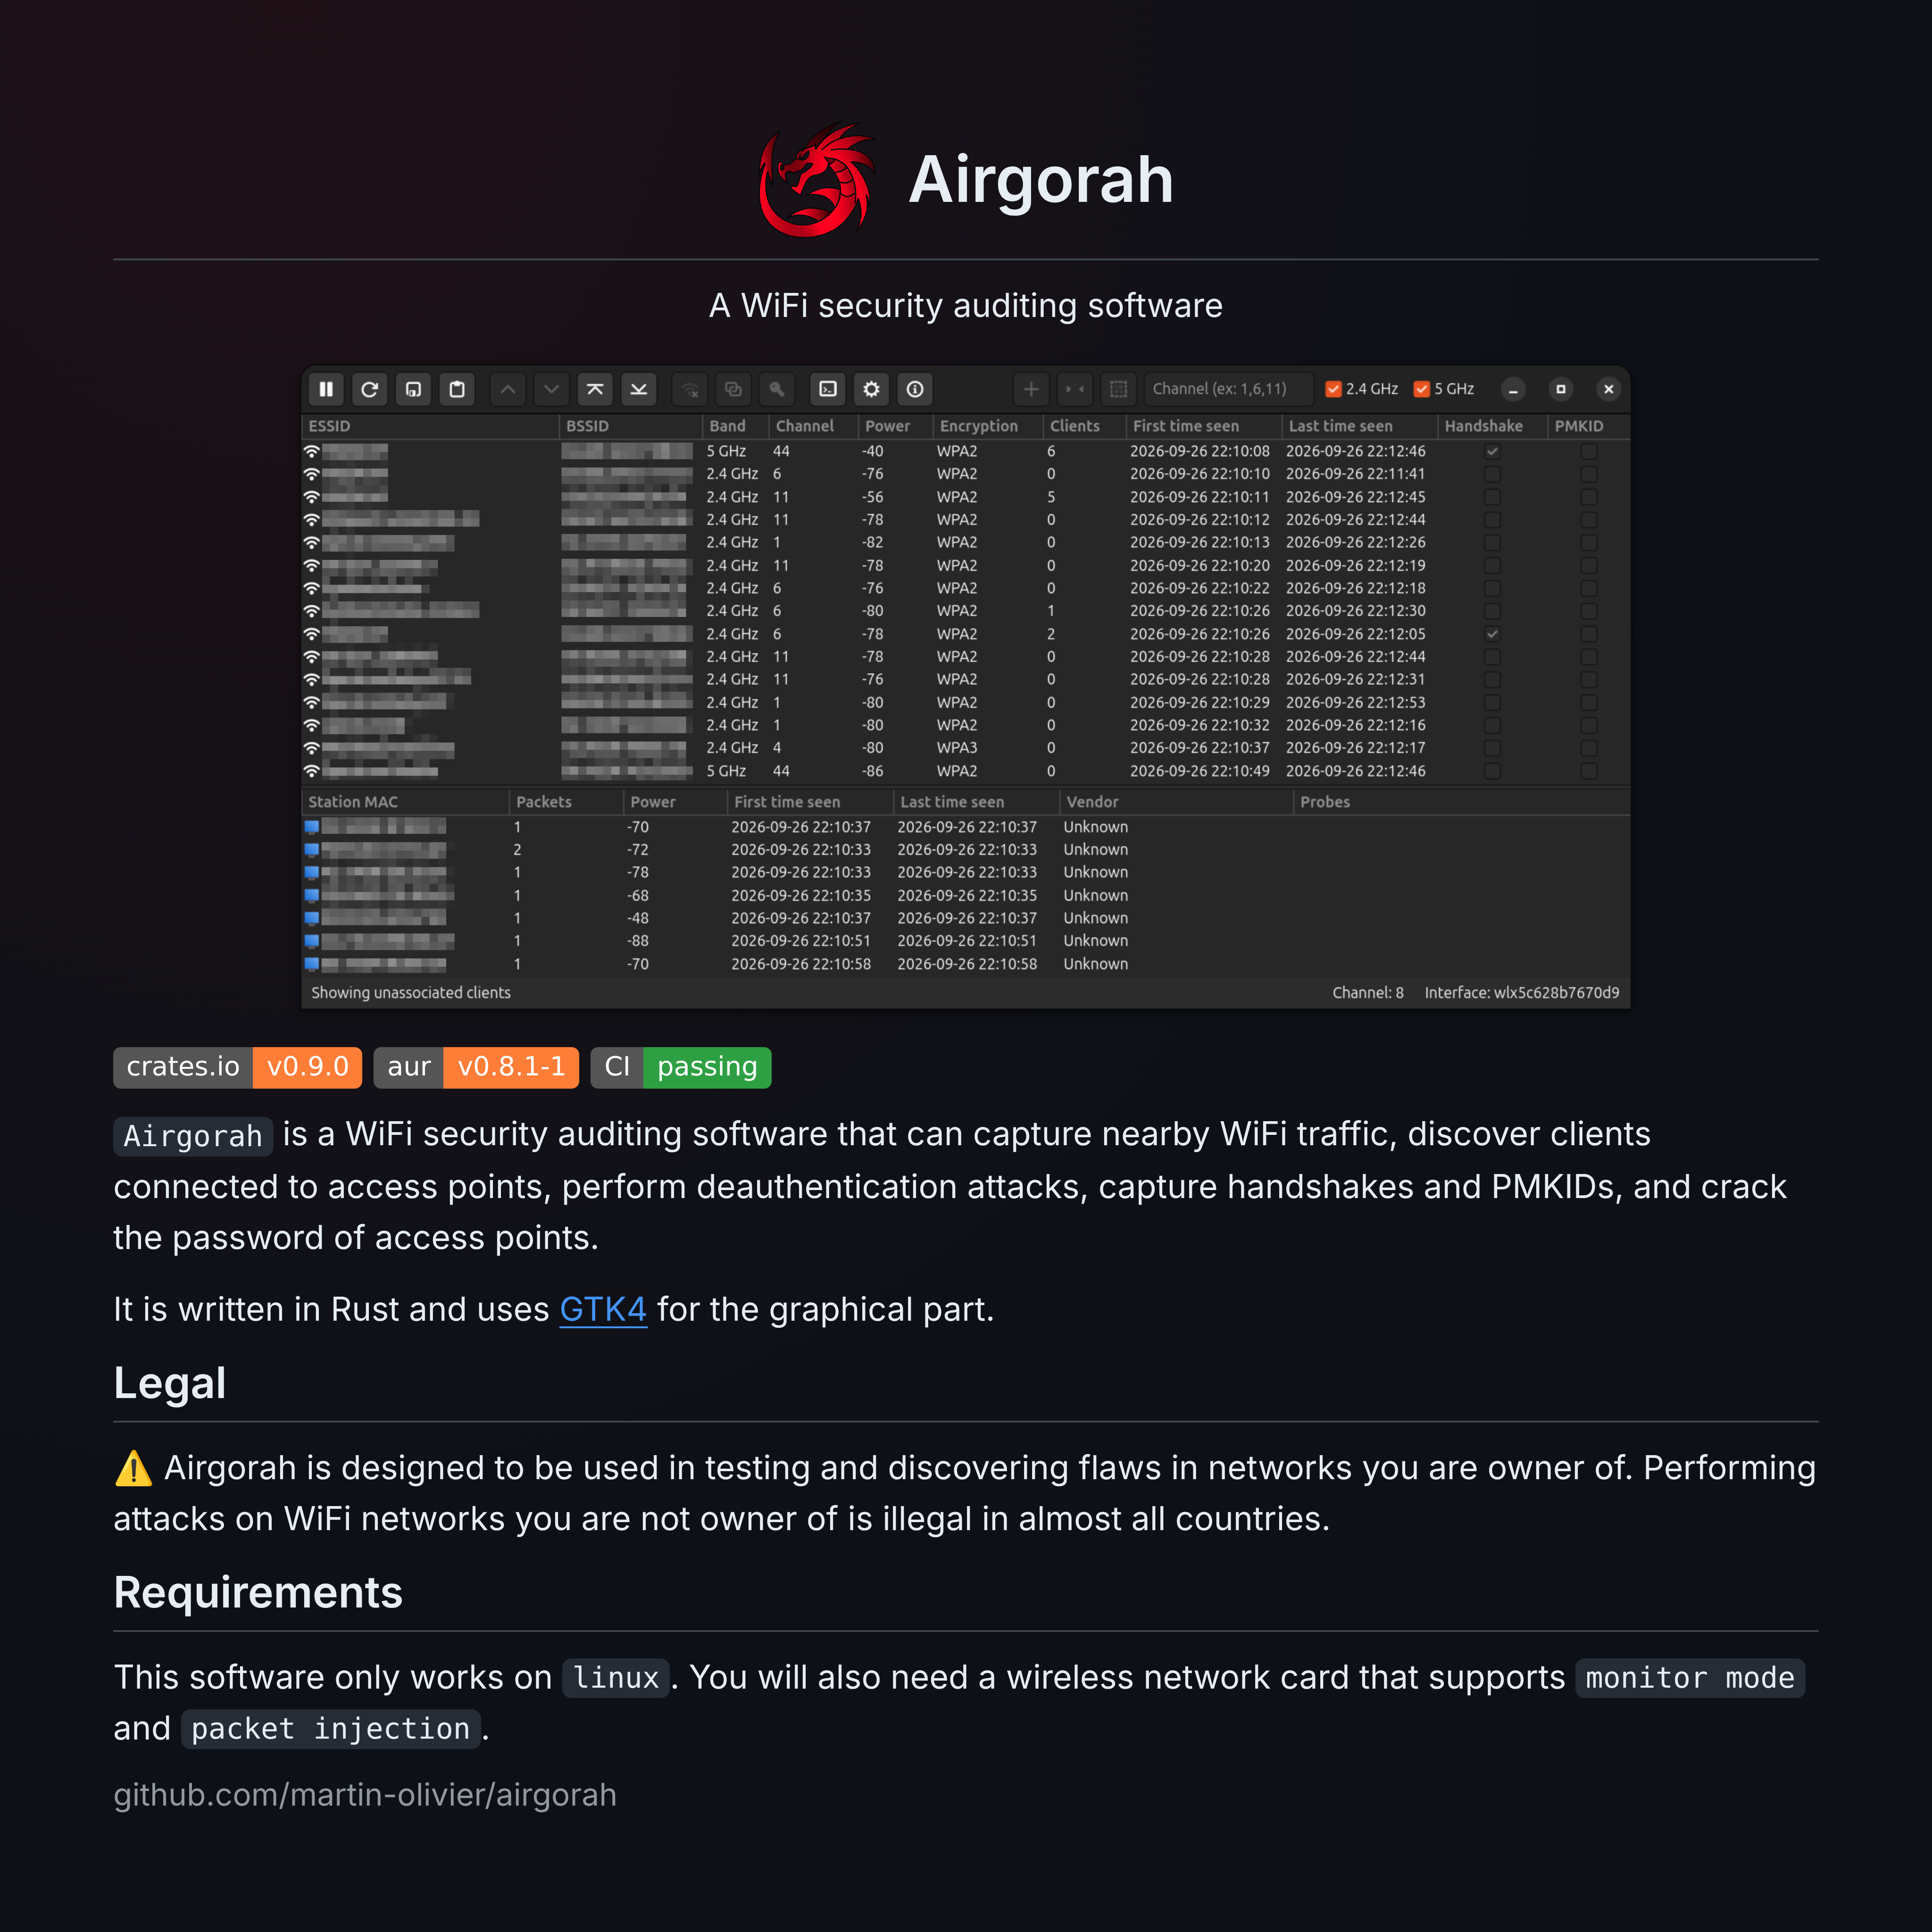 Airgorah
A WiFi security auditing software
Channel (ex: 1,6,11) 2.4 GHz 5 GHz
ESSID BSSID Band Channel Power Encryption Clients First time seen Last time seen Handshake PMKID
5 GHz 44 -40 WPA2 6 2026-09-26 22:10:08 2026-09-26 22:12:46
2.4 GHz 6 -76 WPA2 0 2026-09-26 22:10:10 2026-09-26 22:11:41
2.4 GHz 11 -56 WPA2 5 2026-09-26 22:10:11 2026-09-26 22:12:45
2.4 GHz 11 -78 WPA2 0 2026-09-26 22:10:12 2026-09-26 22:12:44
2.4 GHz 1 -82 WPA2 0 2026-09-26 22:10:13 2026-09-26 22:12:26
2.4 GHz 11 -78 WPA2 0 2026-09-26 22:10:20 2026-09-26 22:12:19
2.4 GHz 6 -76 WPA2 0 2026-09-26 22:10:22 2026-09-26 22:12:18
2.4 GHz 6 -80 WPA2 1 2026-09-26 22:10:26 2026-09-26 22:12:30
2.4 GHz 6 -78 WPA2 2 2026-09-26 22:10:26 2026-09-26 22:12:05
2.4 GHz 11 -78 WPA2 0 2026-09-26 22:10:28 2026-09-26 22:12:44
2.4 GHz 11 -76 WPA2 0 2026-09-26 22:10:28 2026-09-26 22:12:31
2.4 GHz 1 -80 WPA2 0 2026-09-26 22:10:29 2026-09-26 22:12:53
2.4 GHz 1 -80 WPA2 0 2026-09-26 22:10:32 2026-09-26 22:12:16
2.4 GHz 4 -80 WPA3 0 2026-09-26 22:10:37 2026-09-26 22:12:17
5 GHz 44 -86 WPA2 0 2026-09-26 22:10:49 2026-09-26 22:12:46
Station MAC Packets Power First time seen Last time seen Vendor Probes
1 -70 2026-09-26 22:10:37 2026-09-26 22:10:37 Unknown
2 -72 2026-09-26 22:10:33 2026-09-26 22:10:33 Unknown
1 -78 2026-09-26 22:10:33 2026-09-26 22:10:33 Unknown
1 -68 2026-09-26 22:10:35 2026-09-26 22:10:35 Unknown
1 -48 2026-09-26 22:10:37 2026-09-26 22:10:37 Unknown
1 -88 2026-09-26 22:10:51 2026-09-26 22:10:51 Unknown
1 -70 2026-09-26 22:10:58 2026-09-26 22:10:58 Unknown
Showing unassociated clients Channel: 8 Interface: wlx5c628b7670d9
crates.io v0.9.0 aur v0.8.1-1 CI passing
Airgorah is a WiFi security auditing software that can capture nearby WiFi traffic, discover clients
connected to access points, perform deauthentication attacks, capture handshakes and PMKIDs, and crack
the password of access points.
It is written in Rust and uses GTK4 for the graphical part.
Legal
⚠️ Airgorah is designed to be used in testing and discovering flaws in networks you are owner of. Performing
attacks on WiFi networks you are not owner of is illegal in almost all countries.
Requirements
This software only works on linux. You will also need a wireless network card that supports monitor mode
and packet injection.
github.com/martin-olivier/airgorah